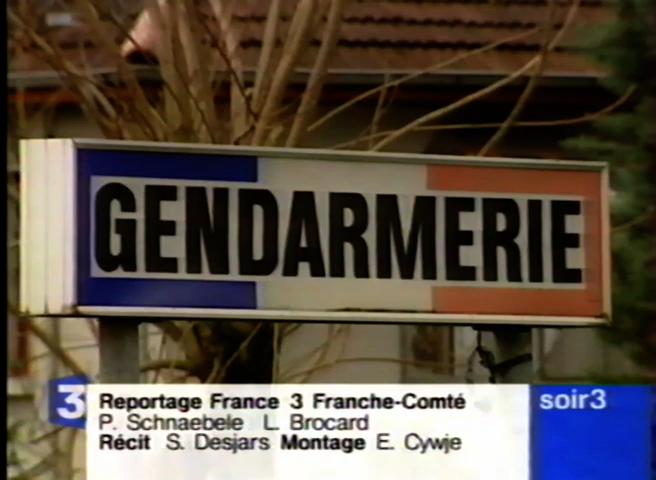 GENDARMERIE
3 Reportage France 3 Franche-Comté soir3
P. Schnaebele L. Brocard
Récit S. Desjars Montage E. Cywje